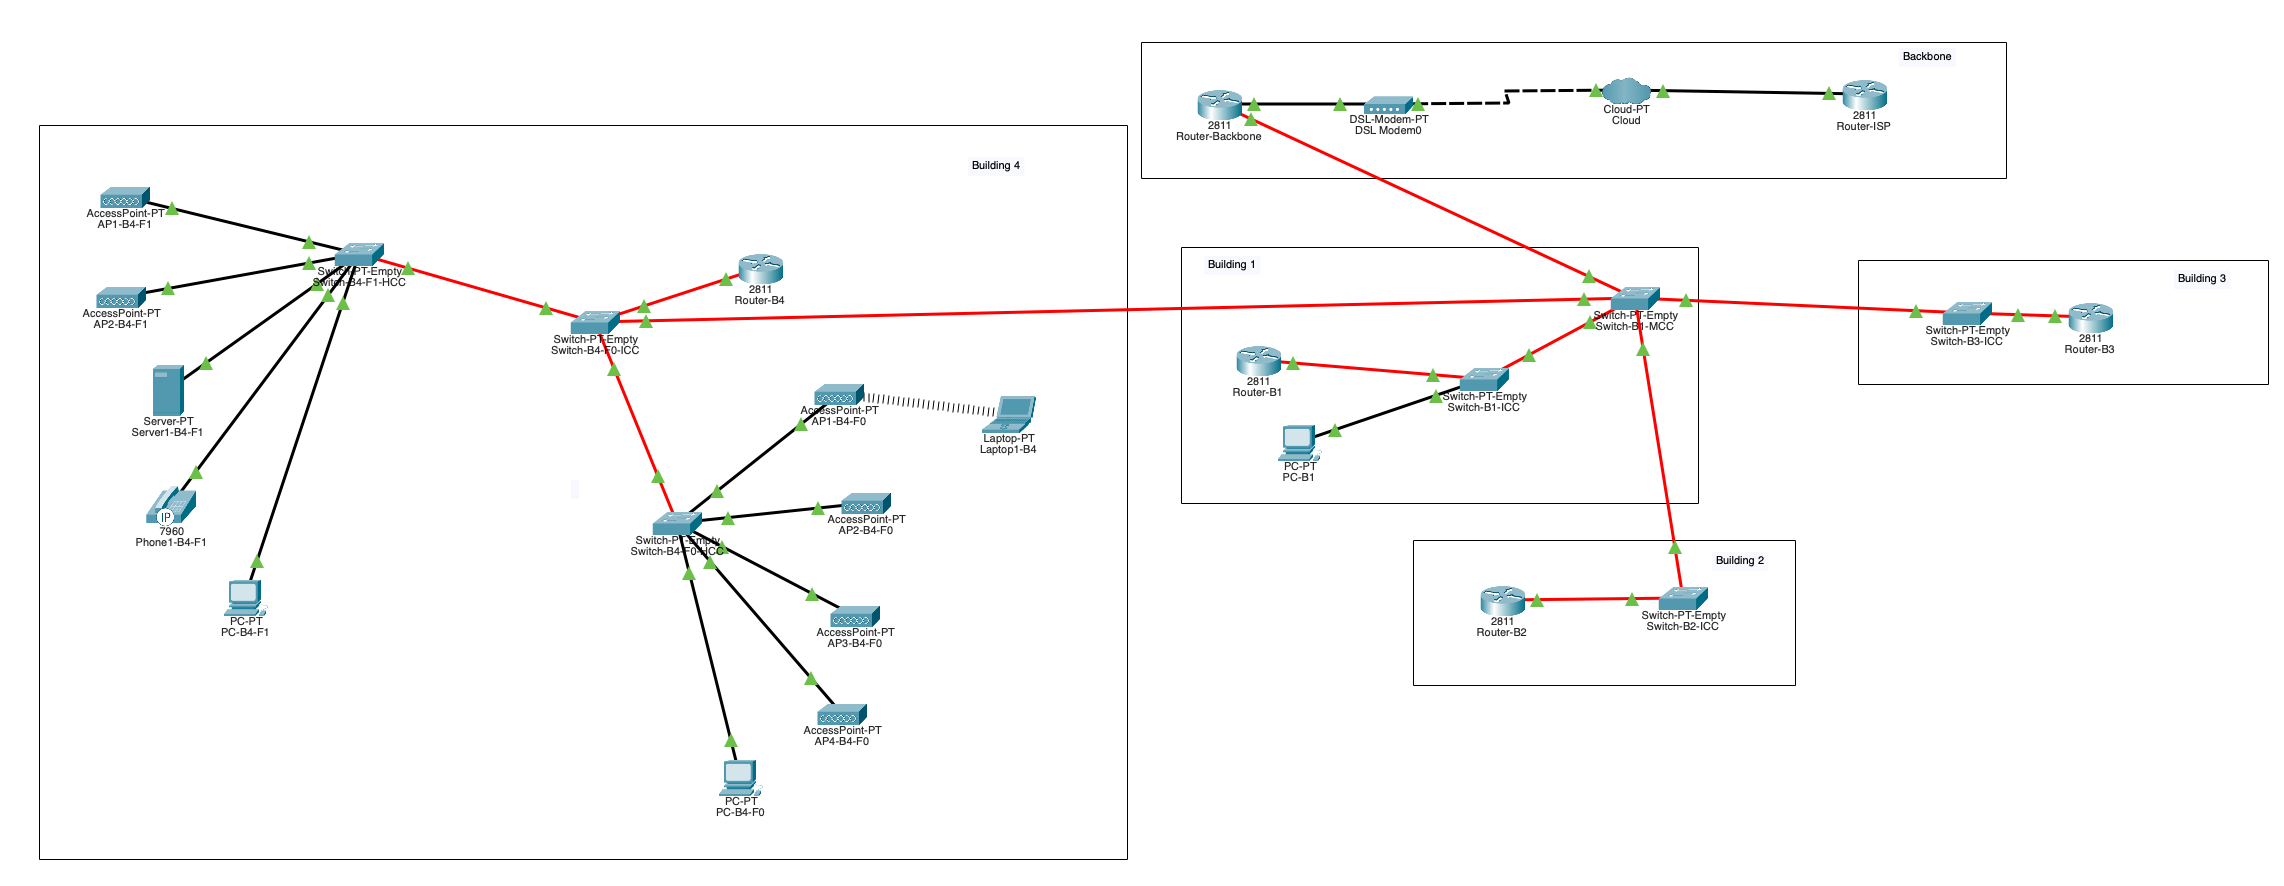 Backbone
2811
Router-Backbone
DSL-Modem-PT
DSL Modem0
Cloud-PT
Cloud
2811
Router-ISP
Building 4
AccessPoint-PT
AP1-B4-F1
Switch-PT-Empty
Switch-B4-F1-HCC
AccessPoint-PT
AP2-B4-F1
2811
Router-B4
Switch-PT-Empty
Switch-B4-F0-ICC
Server-PT
Server1-B4-F1
AccessPoint-PT
AP1-B4-F0
Laptop-PT
Laptop1-B4
IP
7960
Phone1-B4-F1
AccessPoint-PT
AP2-B4-F0
Switch-PT-Empty
Switch-B4-F0-HCC
PC-PT
PC-B4-F1
AccessPoint-PT
AP3-B4-F0
AccessPoint-PT
AP4-B4-F0
PC-PT
PC-B4-F0
Building 1
Switch-PT-Empty
Switch-B1-MCC
2811
Router-B1
Switch-PT-Empty
Switch-B1-ICC
PC-PT
PC-B1
Building 3
Switch-PT-Empty
Switch-B3-ICC
2811
Router-B3
Building 2
2811
Router-B2
Switch-PT-Empty
Switch-B2-ICC